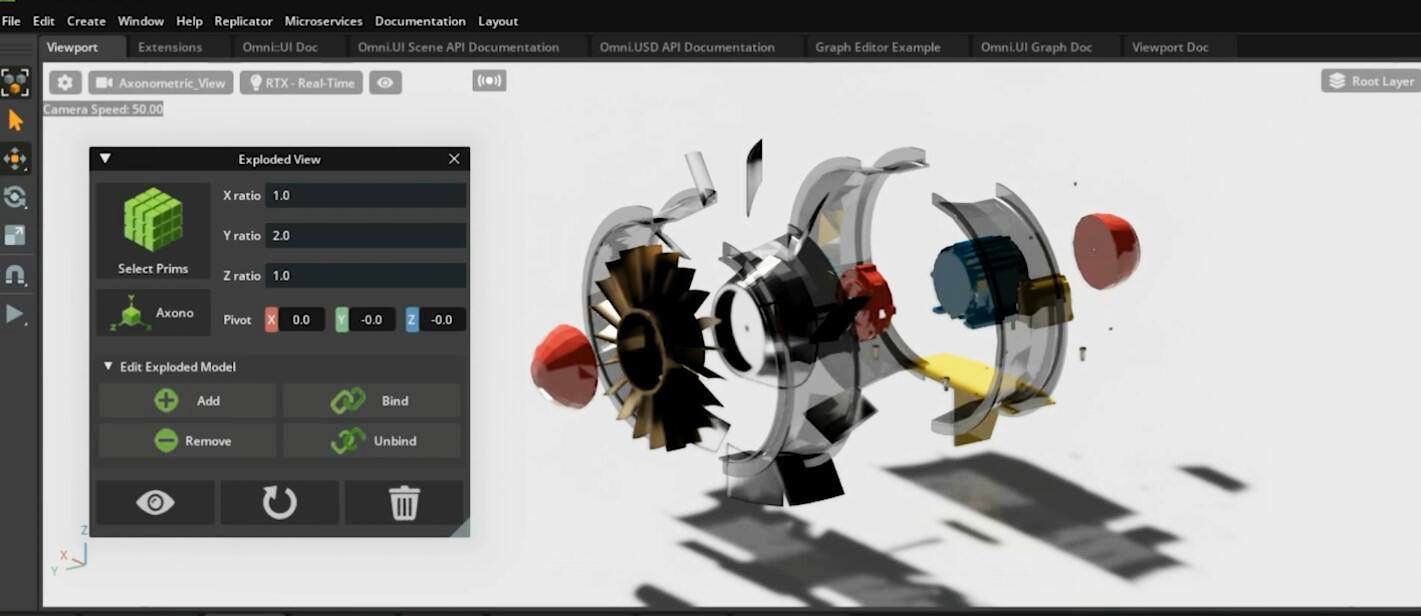 File Edit Create Window Help Replicator Microservices Documentation Layout
Viewport Extensions Omni::UI Doc Omni.UI Scene API Documentation Omni.USD API Documentation Graph Editor Example Omni.UI Graph Doc Viewport Doc
Axonometric_View RTX - Real-Time Root Layer
Camera Speed: 50.00
Exploded View
X ratio 1.0
Y ratio 2.0
Select Prims
Z ratio 1.0
Y
Z X
Axono
Pivot X 0.0 Y -0.0 Z -0.0
Edit Exploded Model
Add Bind
Remove Unbind
Z
X
Y